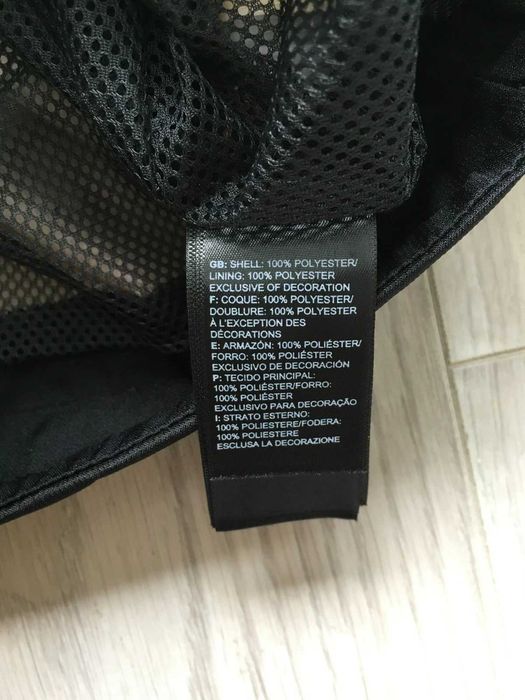 GB: SHELL: 100% POLYESTER/
LINING: 100% POLYESTER
EXCLUSIVE OF DECORATION
F: COQUE: 100% POLYESTER/
DOUBLURE: 100% POLYESTER
À L'EXCEPTION DES
DÉCORATIONS
E: ARMAZÓN: 100% POLIÉSTER/
FORRO: 100% POLIÉSTER
EXCLUSIVO DE DECORACIÓN
P: TECIDO PRINCIPAL:
100% POLIÉSTER/FORRO:
100% POLIÉSTER
EXCLUSIVO PARA DECORAÇÃO
I: STRATO ESTERNO:
100% POLIESTERE/FODERA:
100% POLIESTERE
ESCLUSA LA DECORAZIONE